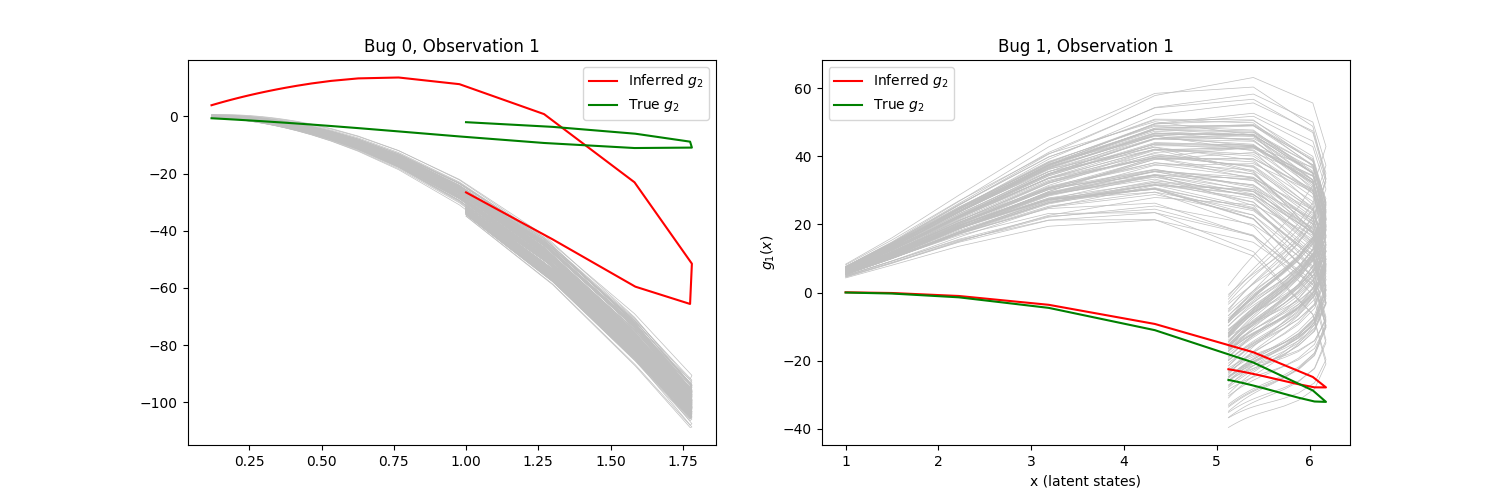 Bug 0, Observation 1
Inferred g₂
True g₂
0
−20
−40
−60
−80
−100
0.25 0.50 0.75 1.00 1.25 1.50 1.75
Bug 1, Observation 1
Inferred g₂
True g₂
g₁(x)
60
40
20
0
−20
−40
1 2 3 4 5 6
x (latent states)